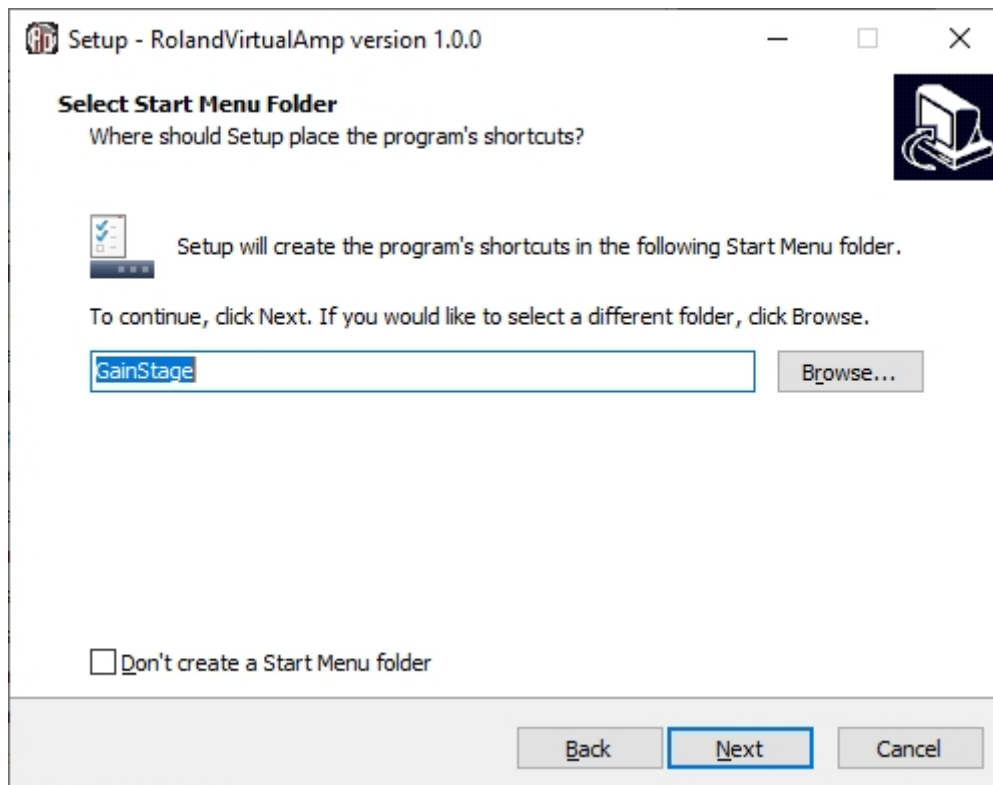 Setup - RolandVirtualAmp version 1.0.0
Select Start Menu Folder
Where should Setup place the program's shortcuts?
Setup will create the program's shortcuts in the following Start Menu folder.
To continue, click Next. If you would like to select a different folder, click Browse.
GainStage
Browse...
Don't create a Start Menu folder
Back
Next
Cancel